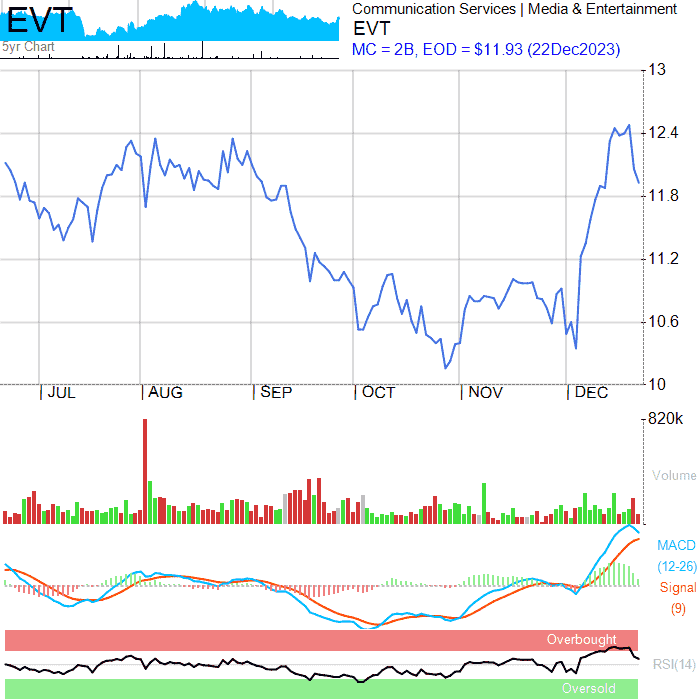 EVT
5yr Chart
Communication Services | Media & Entertainment
EVT
MC = 2B, EOD = $11.93 (22Dec2023)
13
12.4
11.8
11.2
10.6
10
| JUL | AUG | SEP | OCT | NOV | DEC
820k
Volume
MACD
(12-26)
Signal
(9)
Overbought
RSI(14)
Oversold